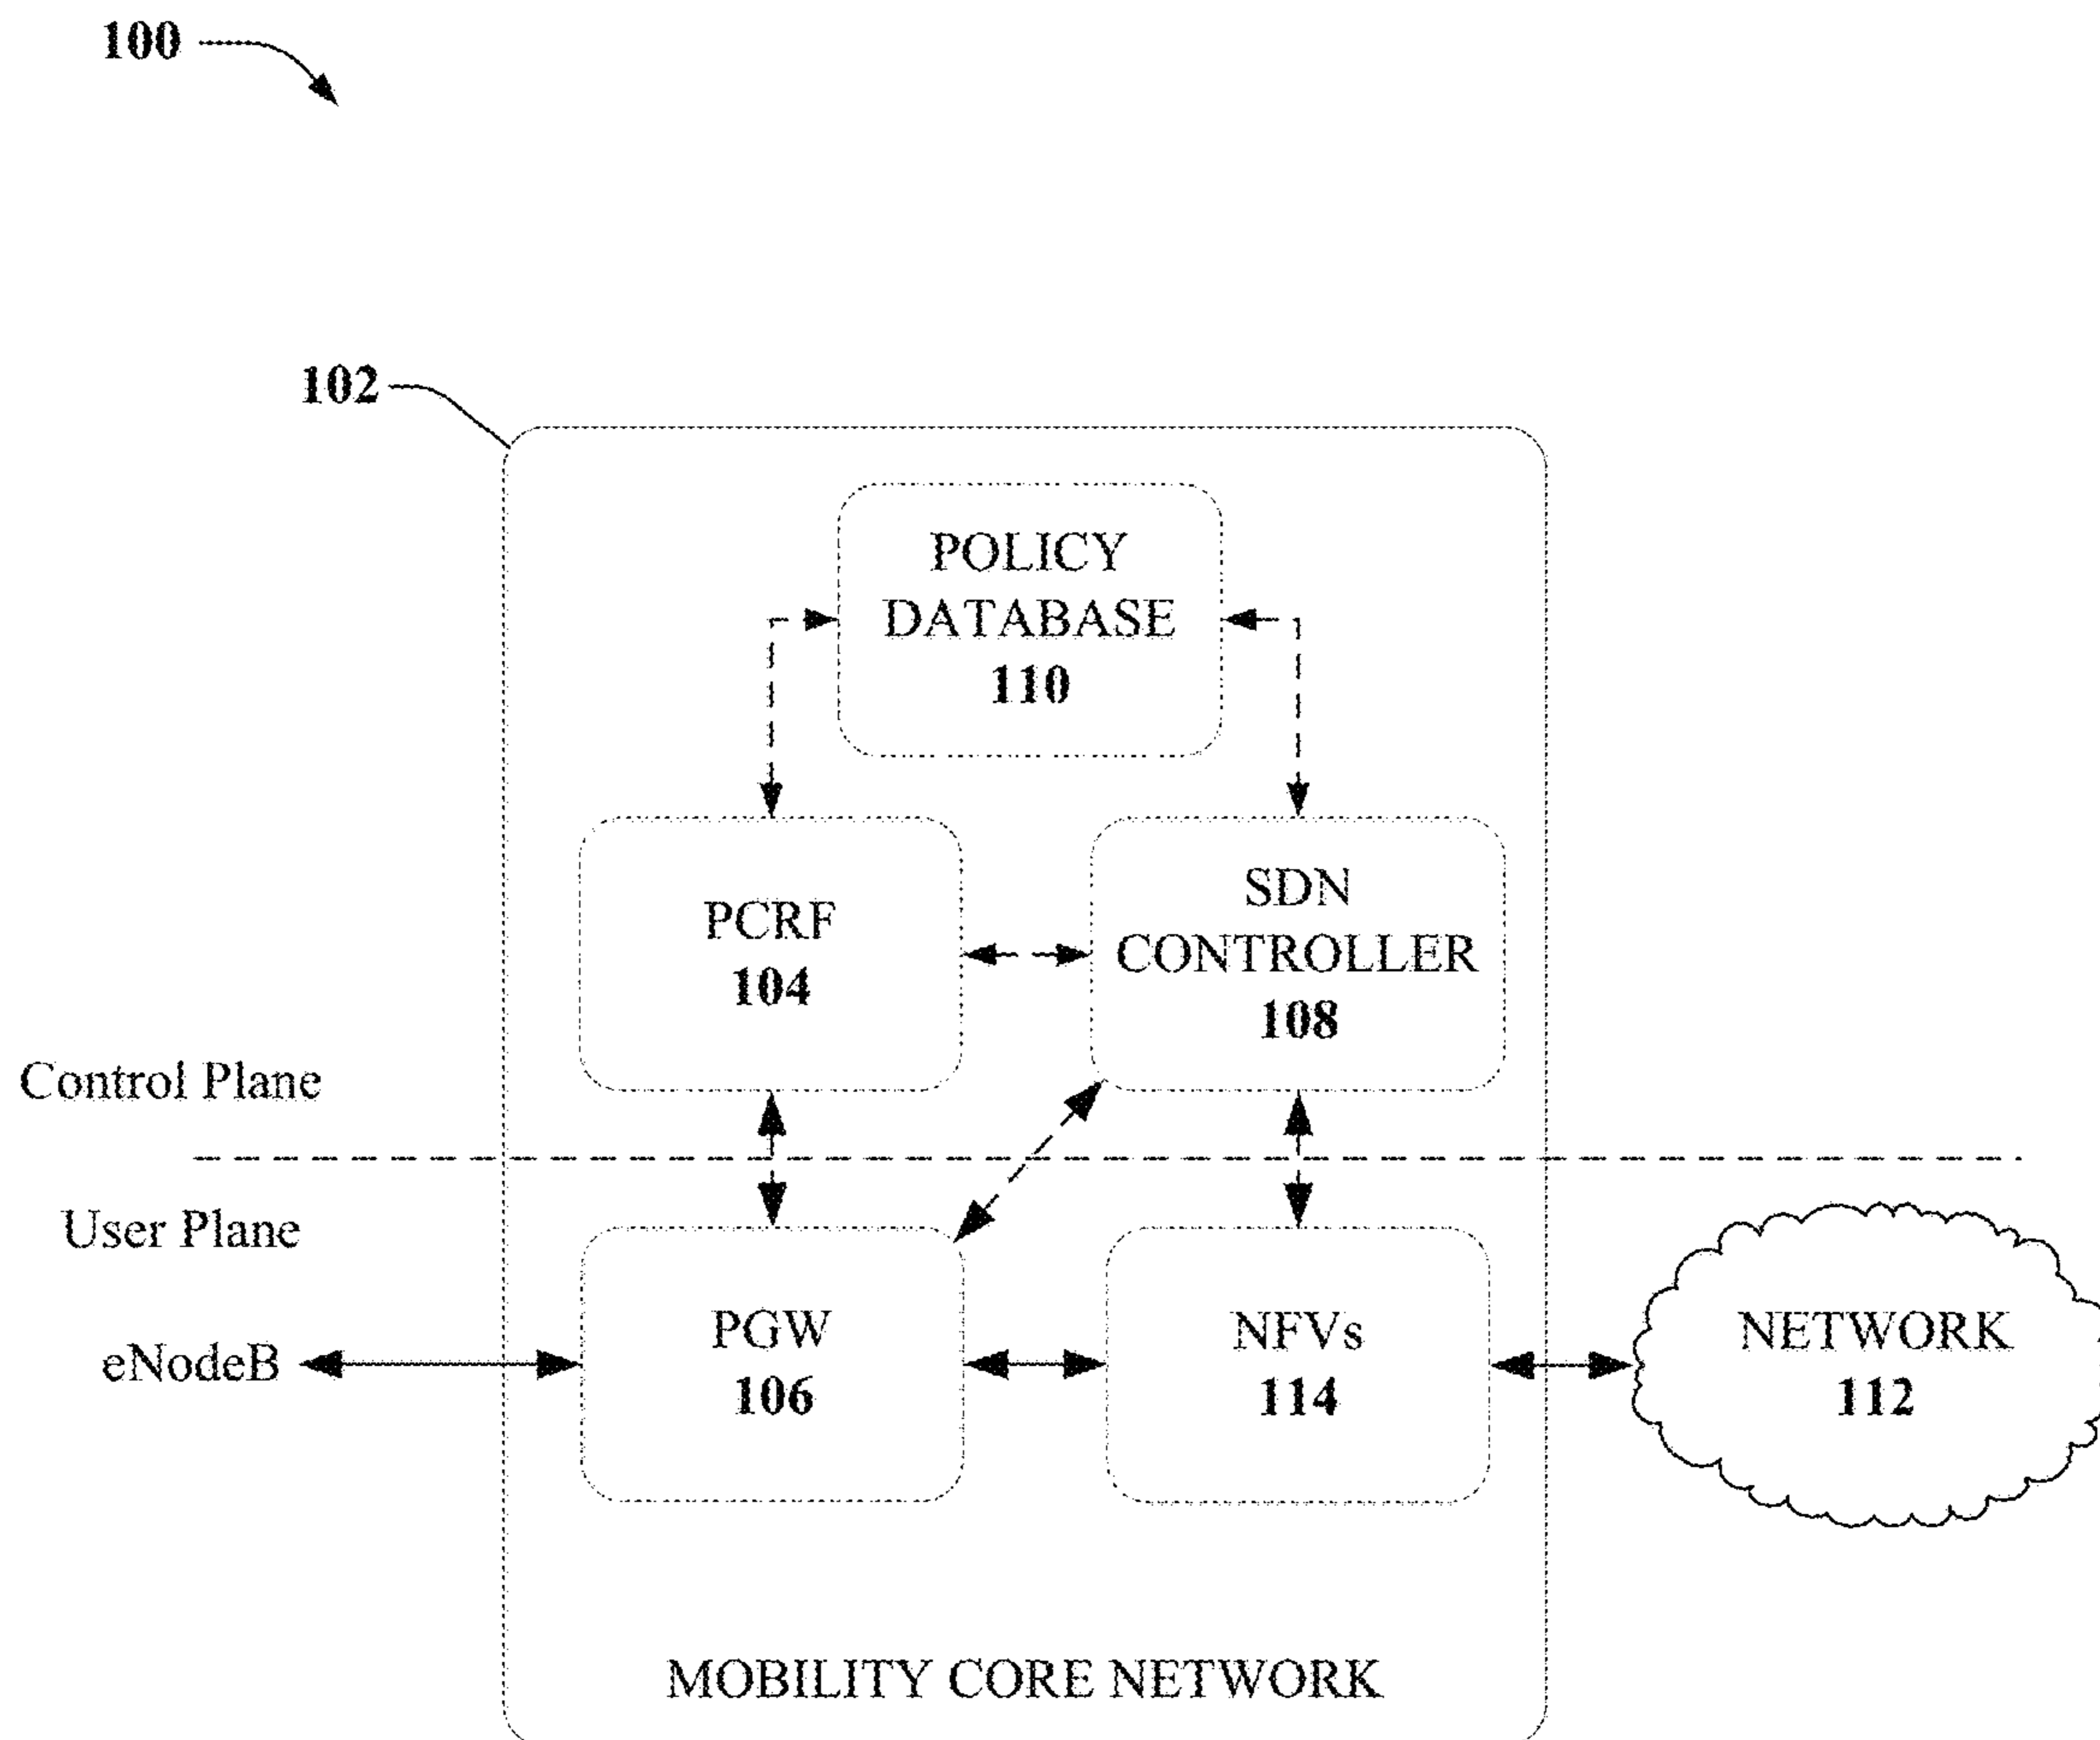 100
102
POLICY
DATABASE
110
PCRF
104
SDN
CONTROLLER
108
Control Plane
User Plane
eNodeB
PGW
106
NFVs
114
NETWORK
112
MOBILITY CORE NETWORK